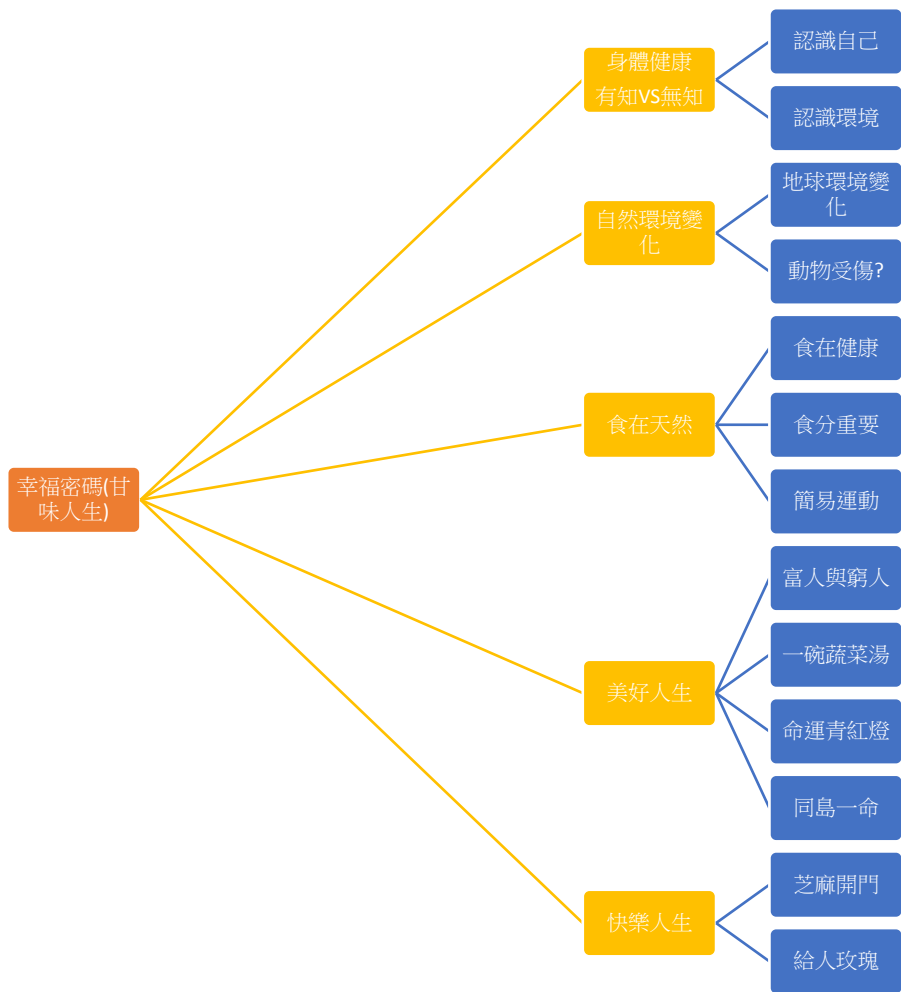 幸福密碼(甘
味人生)
身體健康
有知VS無知
認識自己
認識環境
自然環境變
化
地球環境變
化
動物受傷?
食在天然
食在健康
食分重要
簡易運動
美好人生
富人與窮人
一碗蔬菜湯
命運青紅燈
同島一命
快樂人生
芝麻開門
給人玫瑰